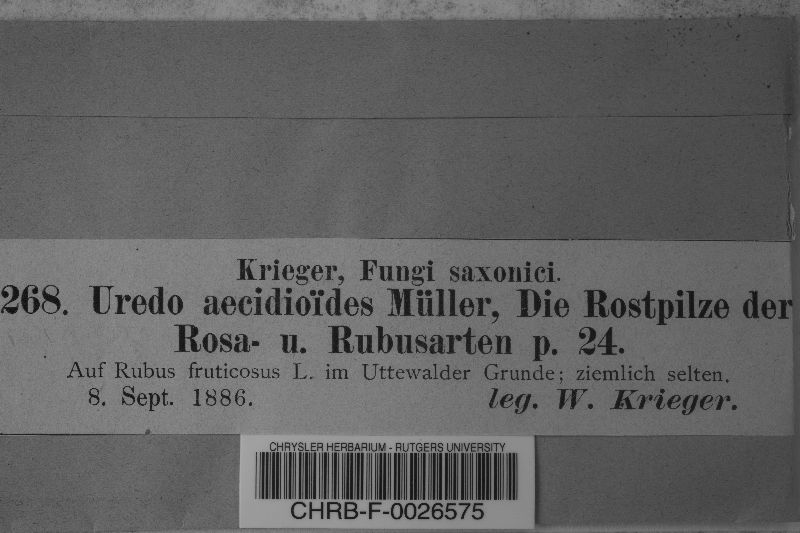 Krieger, Fungi saxonici.
268. Uredo aecidioïdes Müller, Die Rostpilze der
Rosa- u. Rubusarten p. 24.
Auf Rubus fruticosus L. im Uttewalder Grunde; ziemlich selten.
8. Sept. 1886.
leg. W. Krieger.
CHRYSLER HERBARIUM - RUTGERS UNIVERSITY
CHRB-F-0026575